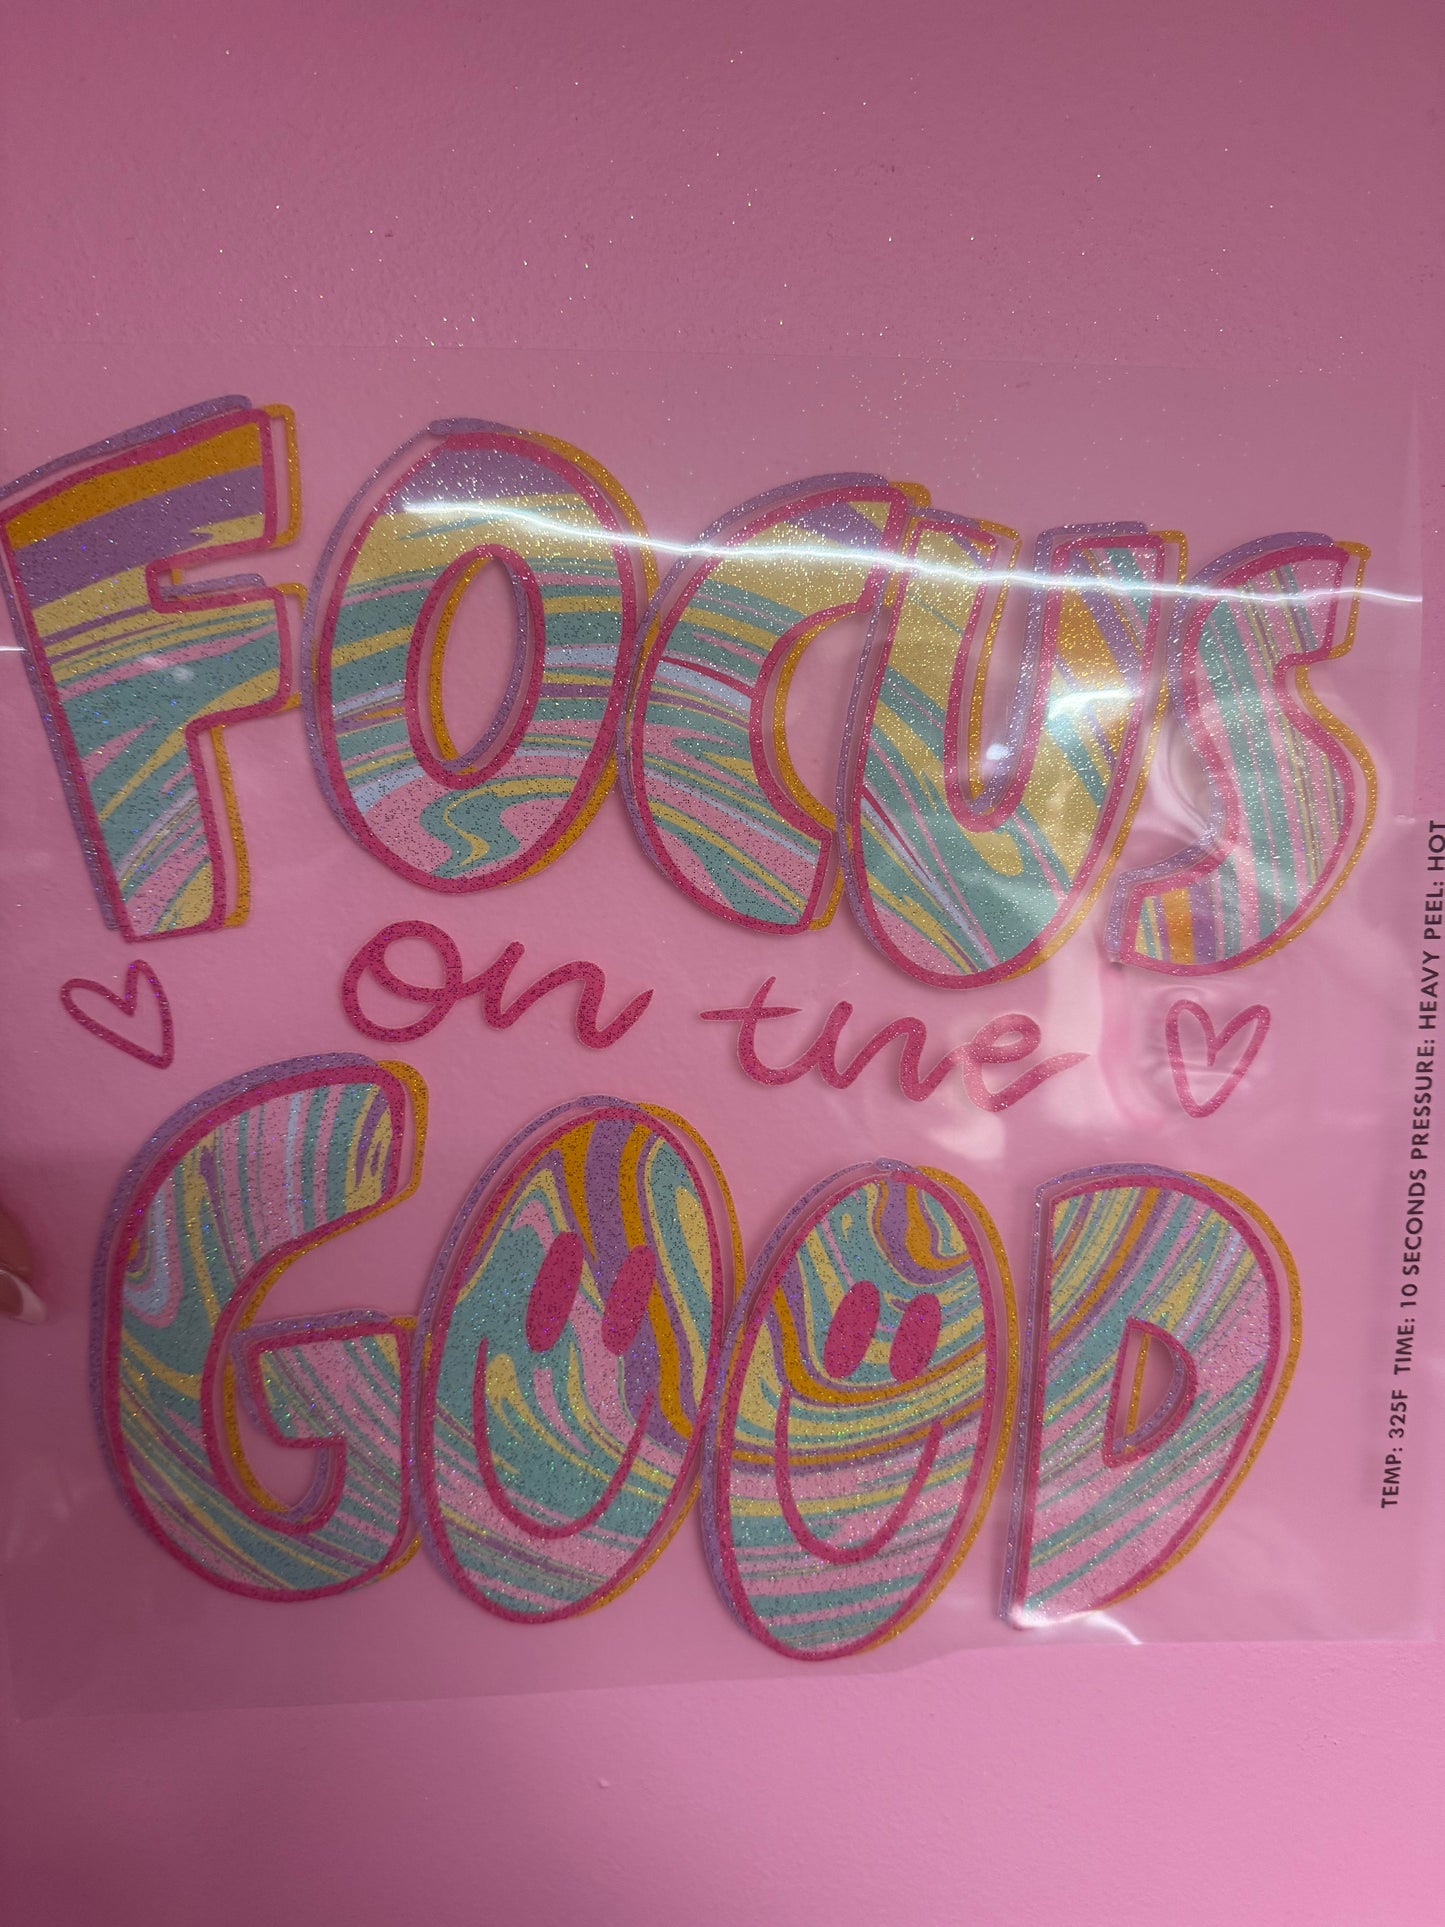 FOCUS
on the
GOOD
TEMP: 325F TIME: 10 SECONDS PRESSURE: HEAVY PEEL: HOT